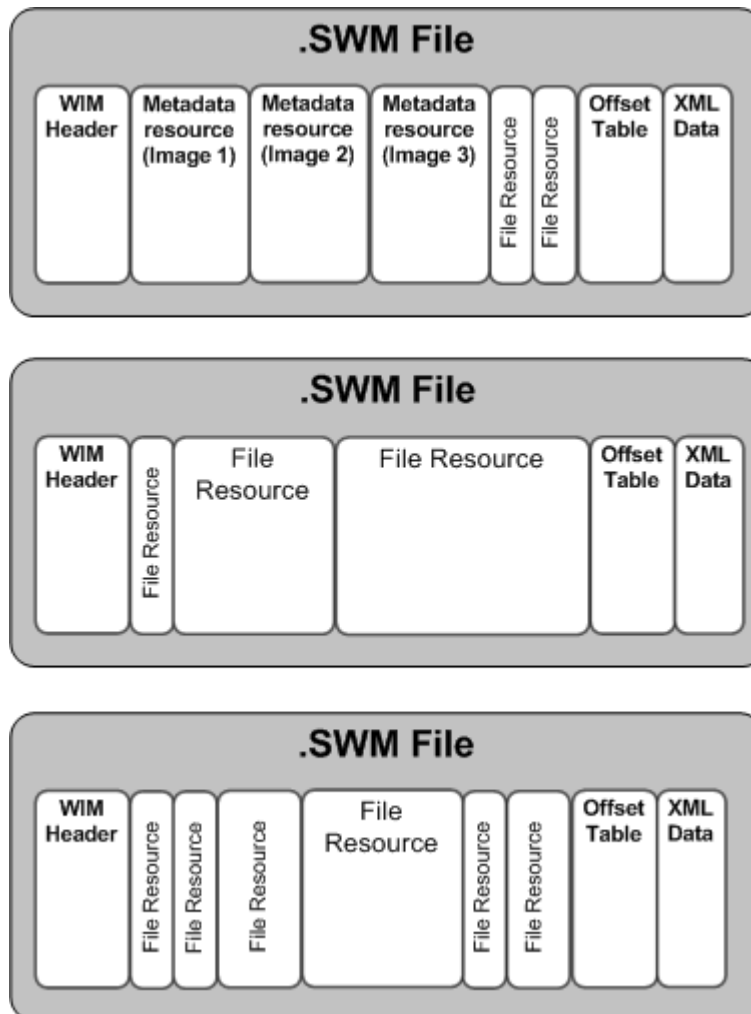 .SWM File
WIM
Header
Metadata
resource
(Image 1)
Metadata
resource
(Image 2)
Metadata
resource
(Image 3)
File Resource
File Resource
Offset
Table
XML
Data
.SWM File
WIM
Header
File Resource
File
Resource
File Resource
Offset
Table
XML
Data
.SWM File
WIM
Header
File Resource
File Resource
File Resource
File
Resource
File Resource
File Resource
Offset
Table
XML
Data